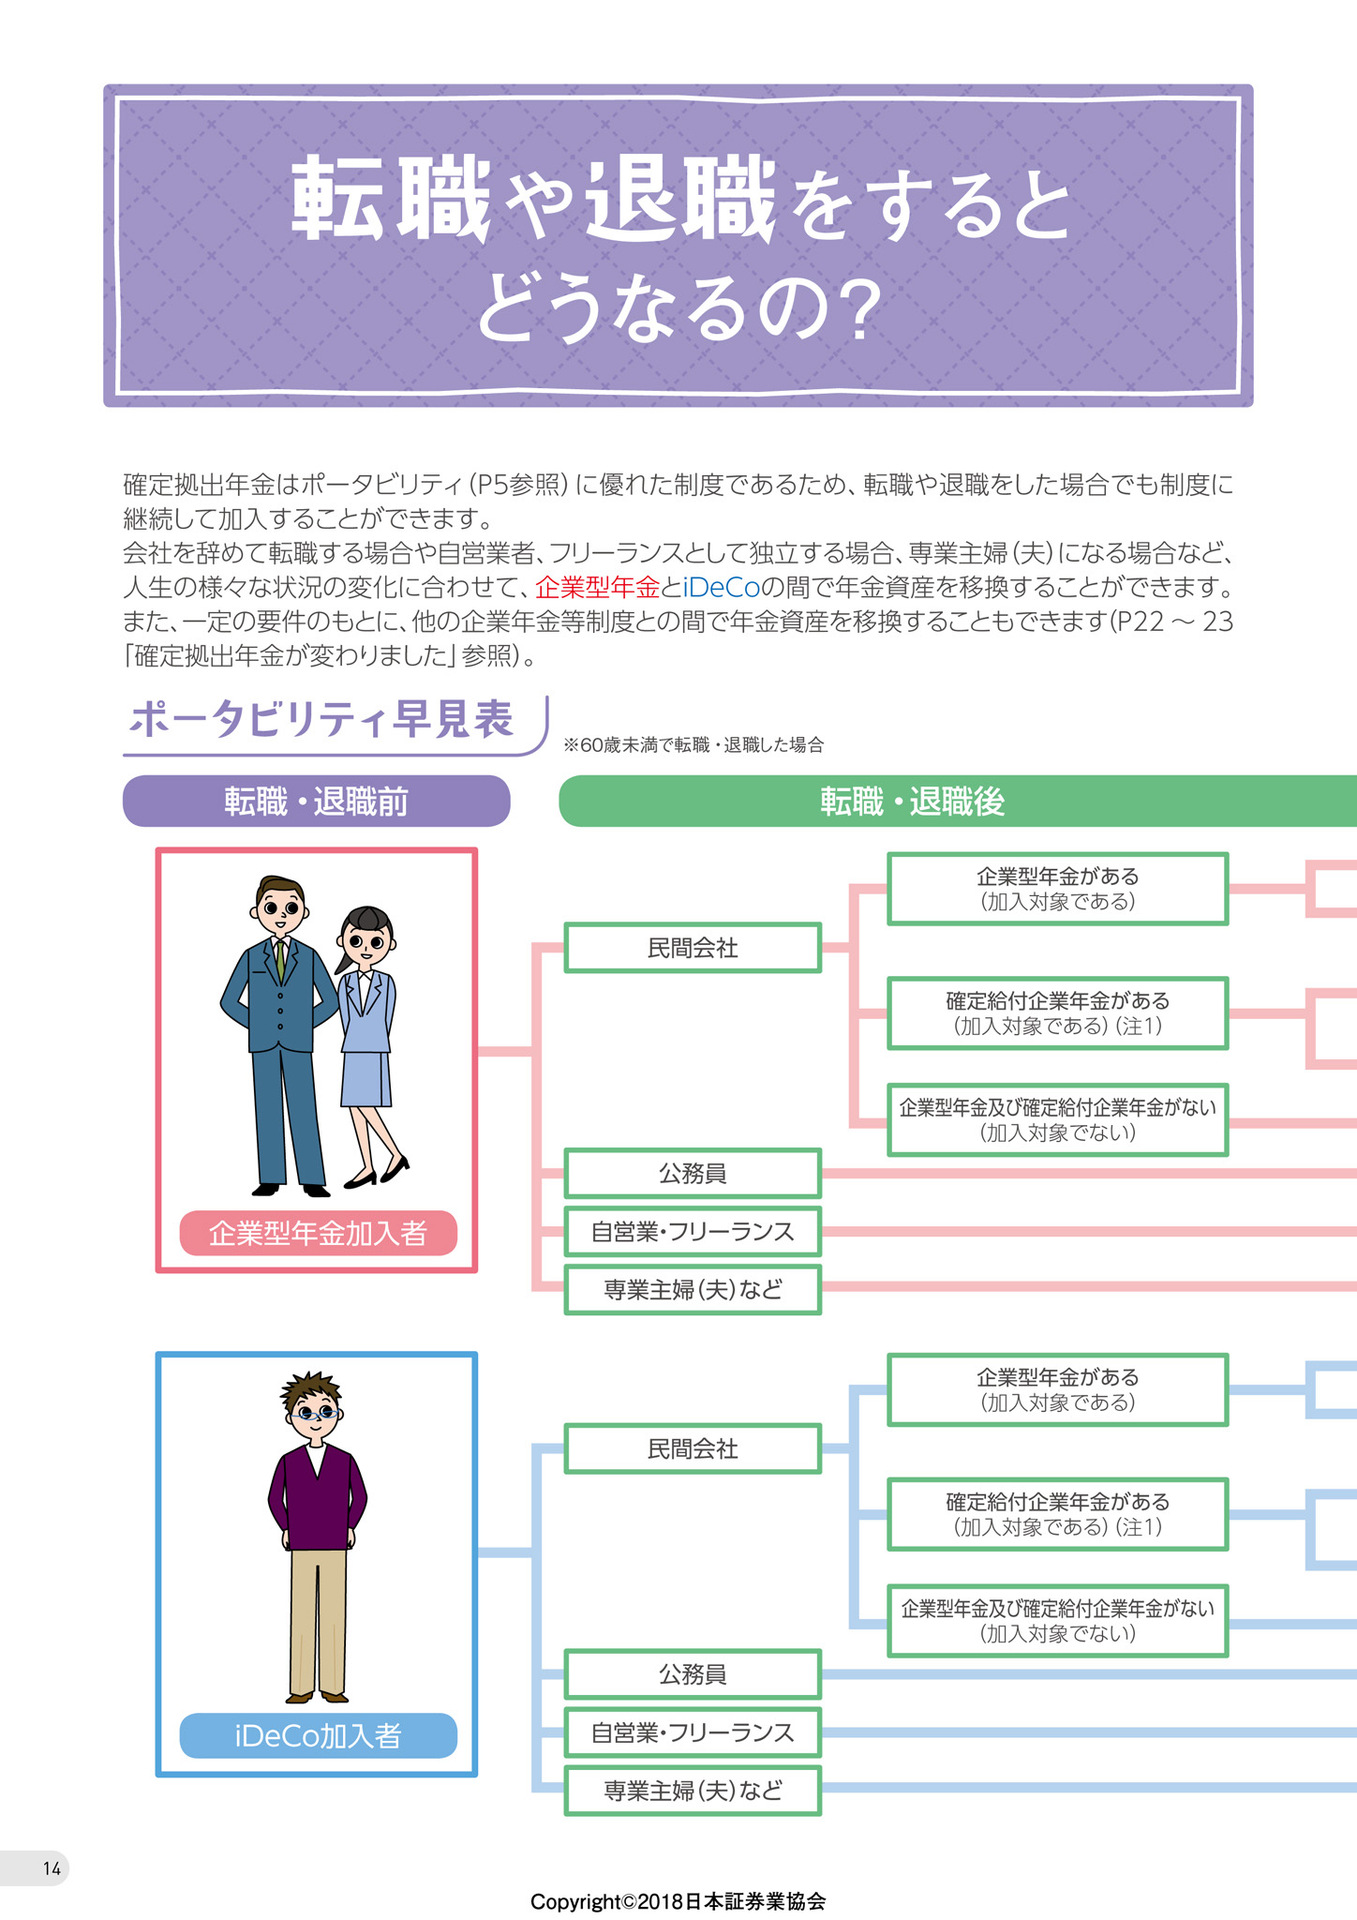 転職や退職をすると
どうなるの？
確定拠出年金はポータビリティ（P5参照）に優れた制度であるため、転職や退職をした場合でも制度に
継続して加入することができます。
会社を辞めて転職する場合や自営業者、フリーランスとして独立する場合、専業主婦（夫）になる場合など、
人生の様々な状況の変化に合わせて、企業型年金とiDeCoの間で年金資産を移換することができます。
また、一定の要件のもとに、他の企業年金等制度との間で年金資産を移換することもできます（P22 ～ 23
「確定拠出年金が変わりました」参照）。
ポータビリティ早見表
※60歳未満で転職・退職した場合
転職・退職前
転職・退職後
企業型年金加入者
民間会社
企業型年金がある
（加入対象である）
確定給付企業年金がある
（加入対象である）（注1）
企業型年金及び確定給付企業年金がない
（加入対象でない）
公務員
自営業・フリーランス
専業主婦（夫）など
iDeCo加入者
民間会社
企業型年金がある
（加入対象である）
確定給付企業年金がある
（加入対象である）（注1）
企業型年金及び確定給付企業年金がない
（加入対象でない）
公務員
自営業・フリーランス
専業主婦（夫）など
14
Copyright©2018日本証券業協会